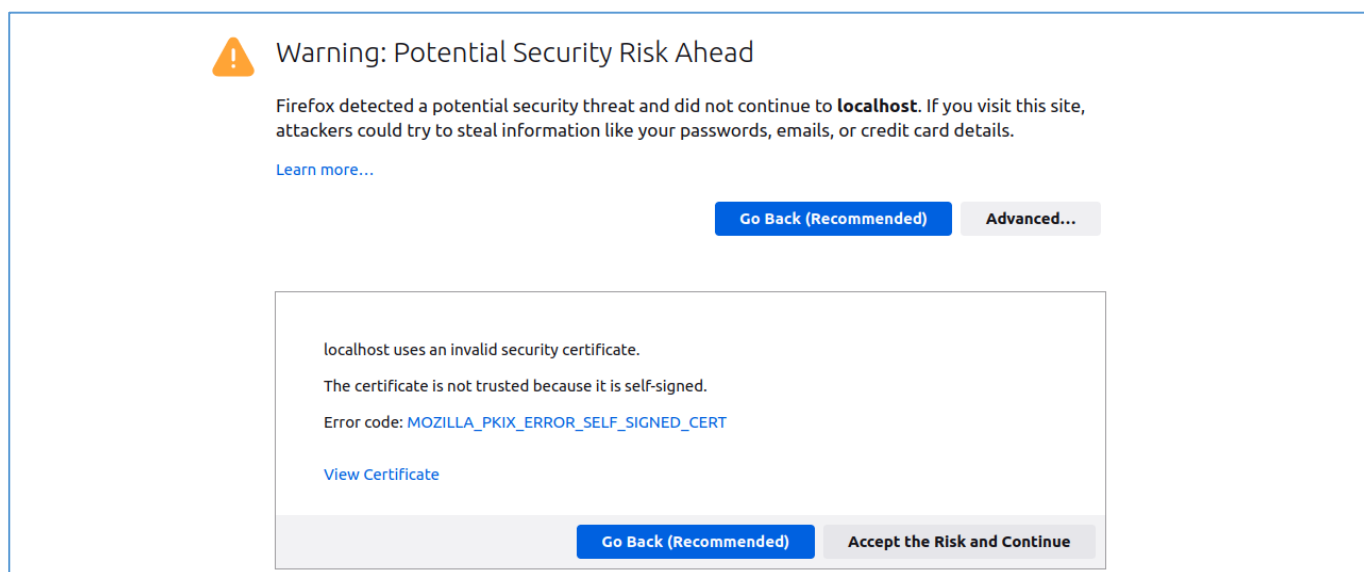 Warning: Potential Security Risk Ahead
Firefox detected a potential security threat and did not continue to localhost. If you visit this site,
attackers could try to steal information like your passwords, emails, or credit card details.
Learn more…
Go Back (Recommended)
Advanced…
localhost uses an invalid security certificate.
The certificate is not trusted because it is self-signed.
Error code: MOZILLA_PKIX_ERROR_SELF_SIGNED_CERT
View Certificate
Go Back (Recommended)
Accept the Risk and Continue